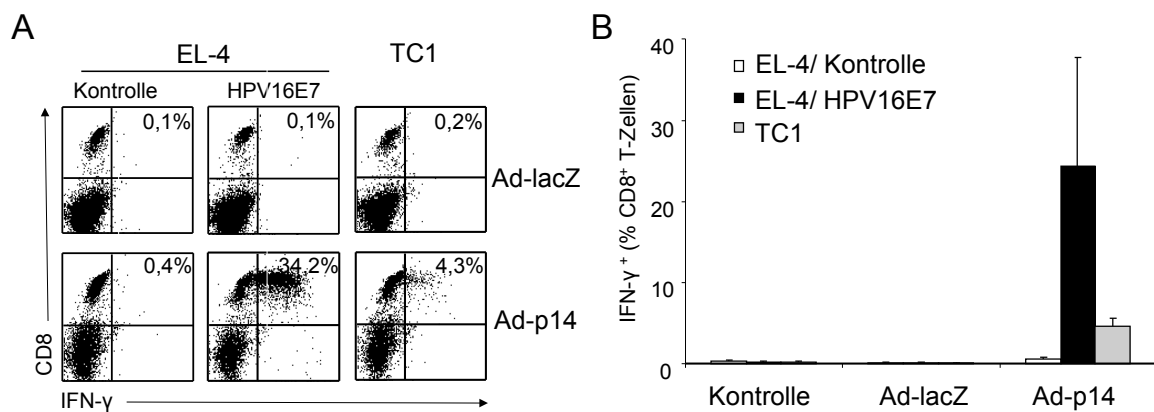 A
EL-4
TC1
Kontrolle
HPV16E7
0,1%
0,1%
0,2%
Ad-lacZ
0,4%
34,2%
4,3%
Ad-p14
CD8
IFN-γ
B
40
30
20
10
0
IFN-γ + (% CD8+ T-Zellen)
EL-4/ Kontrolle
EL-4/ HPV16E7
TC1
Kontrolle
Ad-lacZ
Ad-p14